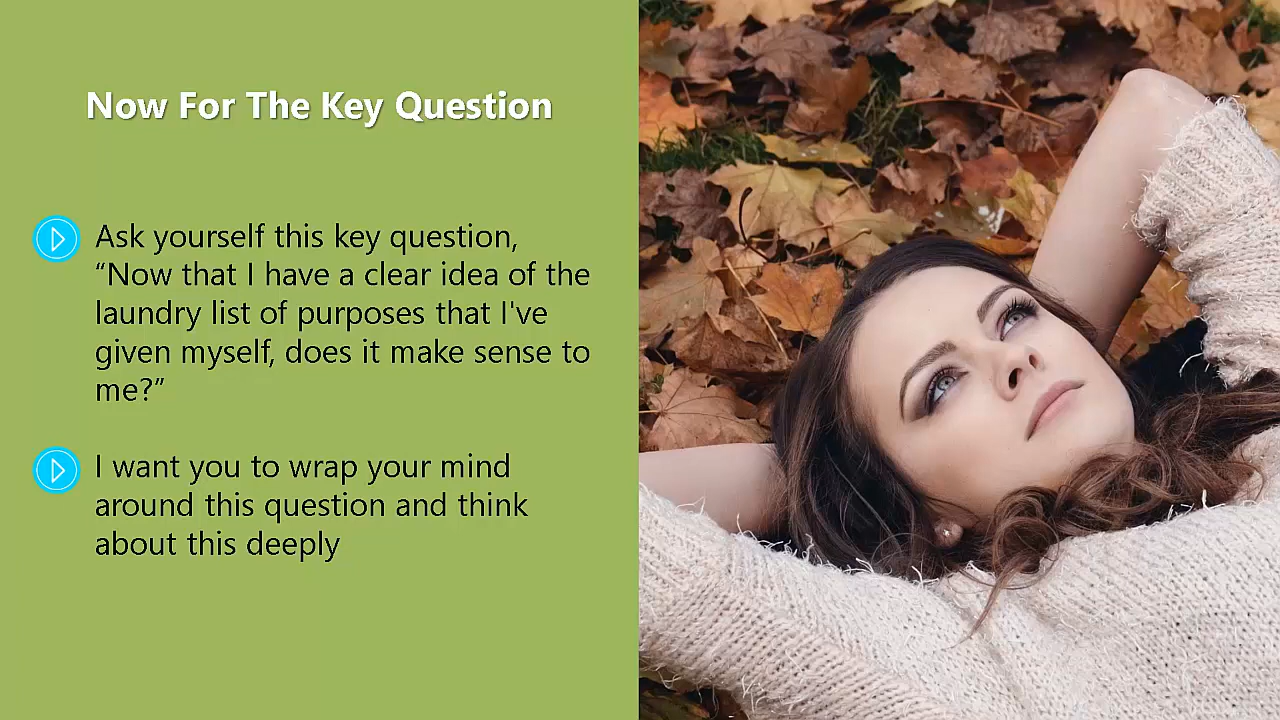 Now For The Key Question
Ask yourself this key question,
“Now that I have a clear idea of the
laundry list of purposes that I've
given myself, does it make sense to
me?”
I want you to wrap your mind
around this question and think
about this deeply